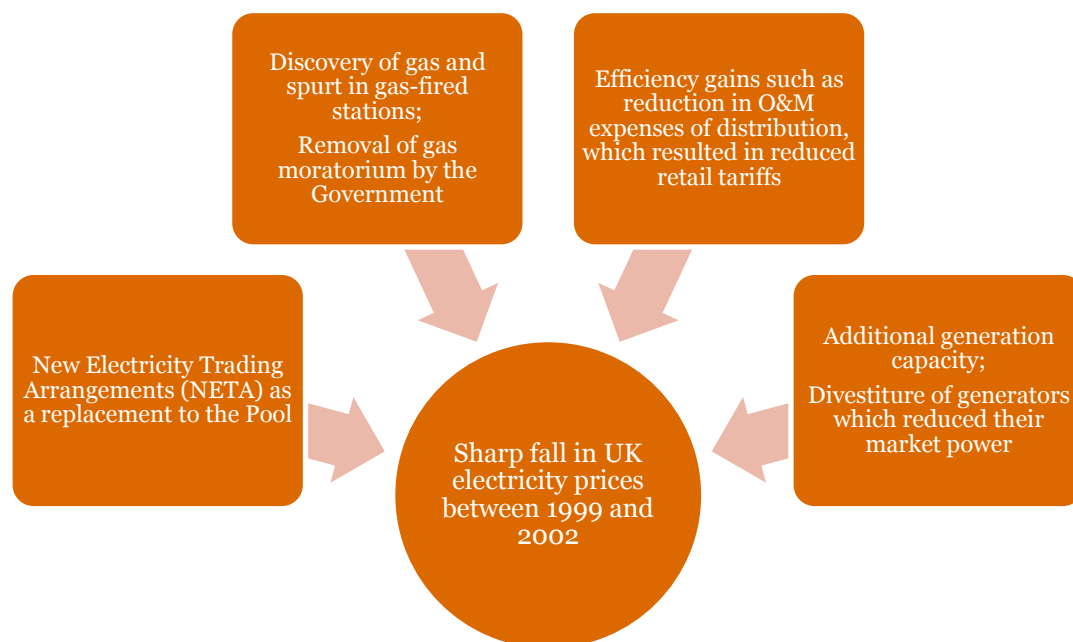 Discovery of gas and
spurt in gas-fired
stations;
Removal of gas
moratorium by the
Government
Efficiency gains such as
reduction in O&M
expenses of distribution,
which resulted in reduced
retail tariffs
New Electricity Trading
Arrangements (NETA) as
a replacement to the Pool
Additional generation
capacity;
Divestiture of generators
which reduced their
market power
Sharp fall in UK
electricity prices
between 1999 and
2002